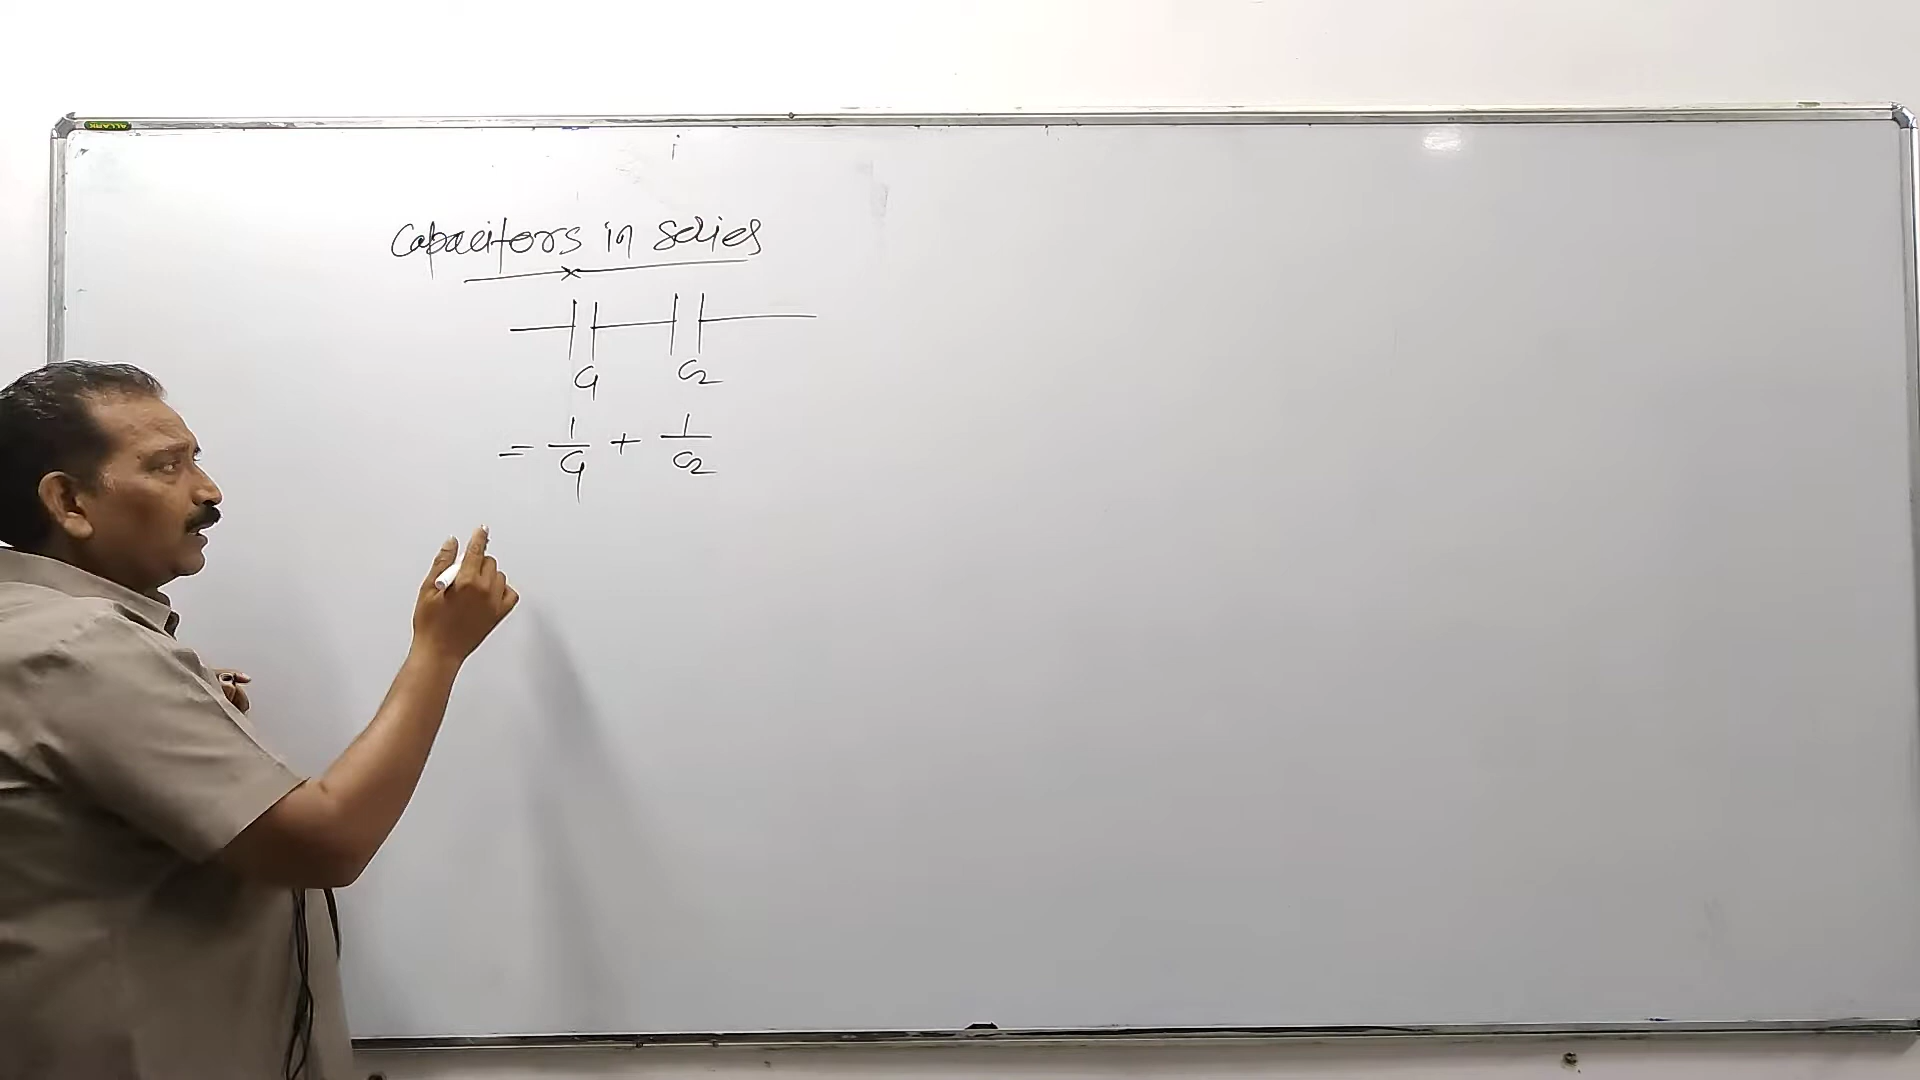 Capacitors in series
C1 C2
= 1/C1 + 1/C2